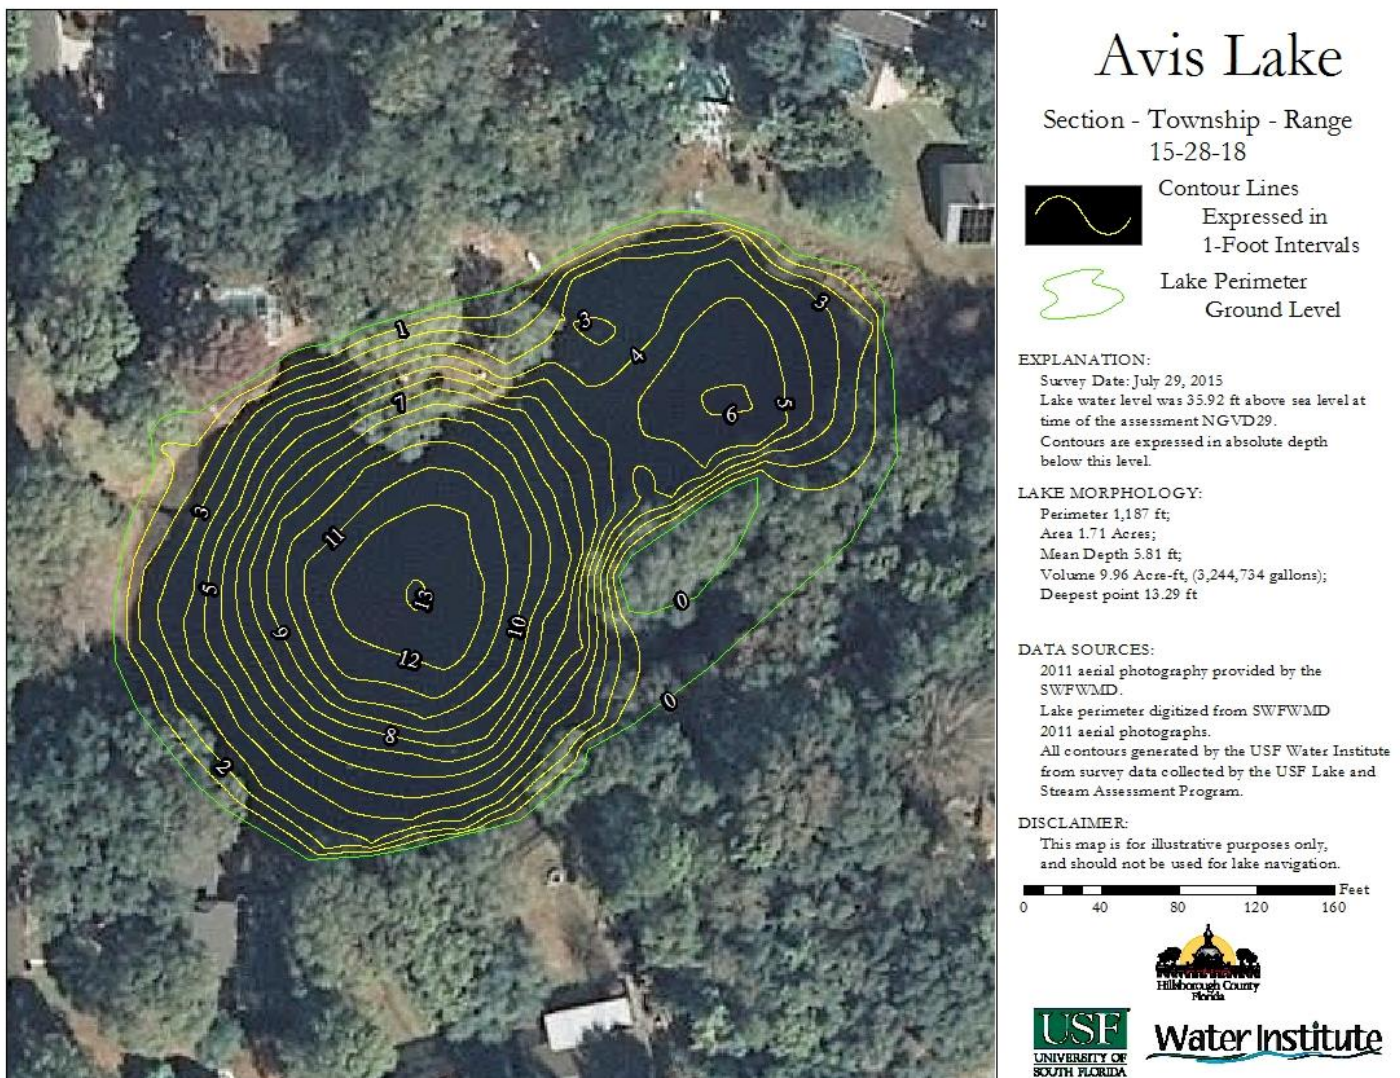 Avis Lake
Section - Township - Range
15-28-18
Contour Lines
Expressed in
1-Foot Intervals
Lake Perimeter
Ground Level
EXPLANATION:
Survey Date: July 29, 2015
Lake water level was 35.92 ft above sea level at
time of the assessment NGVD29.
Contours are expressed in absolute depth
below this level.
LAKE MORPHOLOGY:
Perimeter 1,187 ft;
Area 1.71 Acres;
Mean Depth 5.81 ft;
Volume 9.96 Acre-ft, (3,244,734 gallons);
Deepest point 13.29 ft
DATA SOURCES:
2011 aerial photography provided by the
SWFWMD.
Lake perimeter digitized from SWFWMD
2011 aerial photographs.
All contours generated by the USF Water Institute
from survey data collected by the USF Lake and
Stream Assessment Program.
DISCLAIMER:
This map is for illustrative purposes only,
and should not be used for lake navigation.
Feet
0 40 80 120 160
Hillsborough County
Florida
USF
UNIVERSITY OF
SOUTH FLORIDA
Water Institute
3
1
3
4
7
5
6
3
11
5
13
0
9
10
12
0
8
2